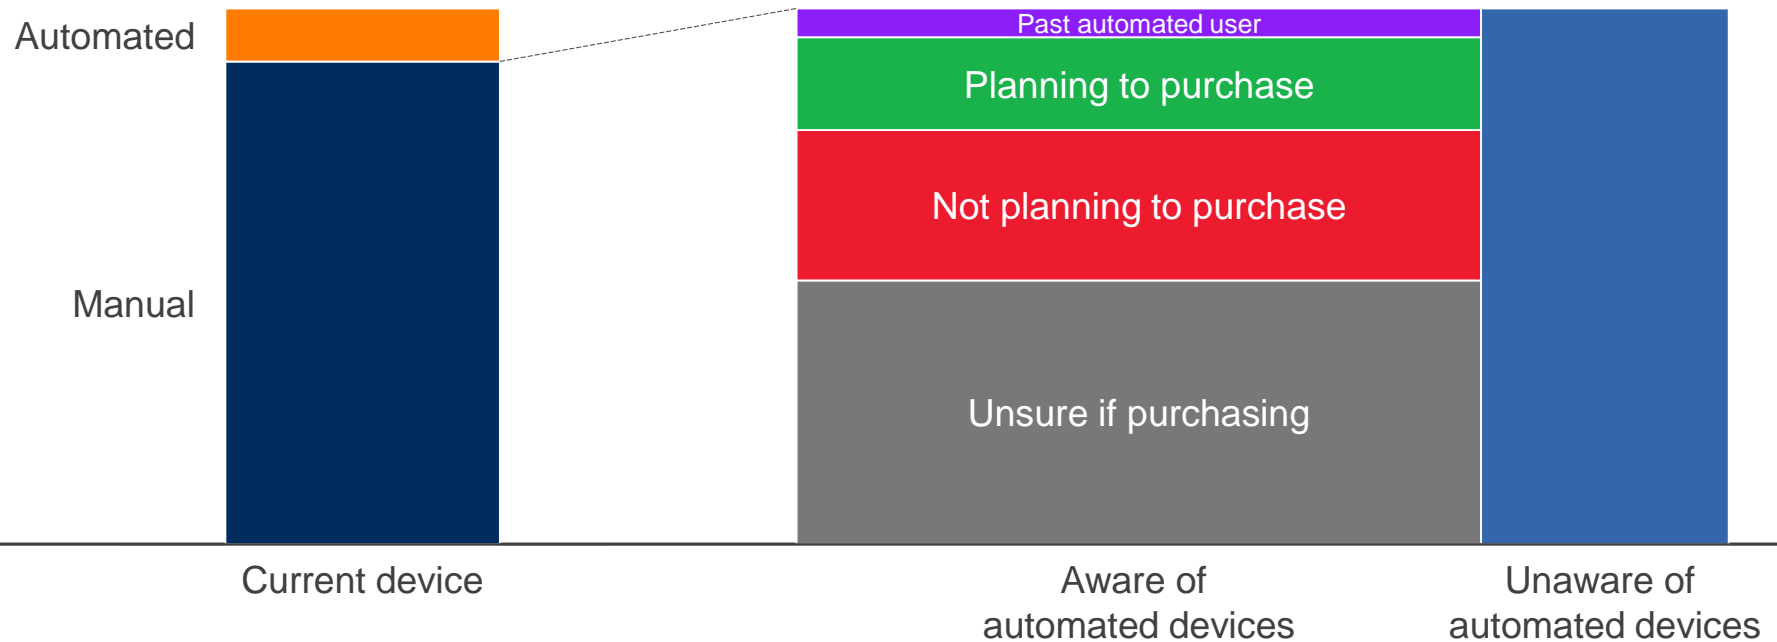 Automated
Manual
Past automated user
Planning to purchase
Not planning to purchase
Unsure if purchasing
Current device
Aware of
automated devices
Unaware of
automated devices